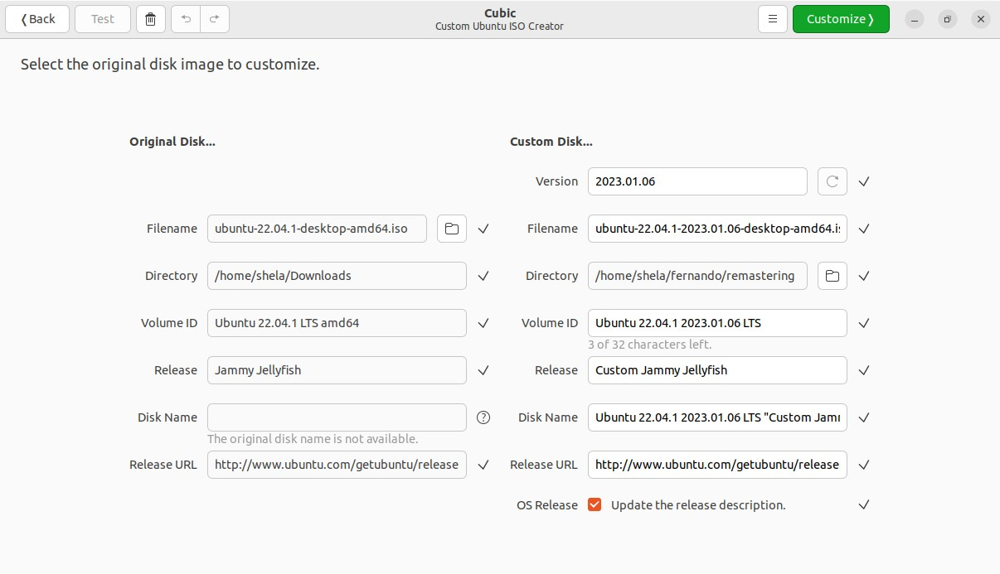 Back
Test
Cubic
Custom Ubuntu ISO Creator
Customize
Select the original disk image to customize.
Original Disk...
Filename ubuntu-22.04.1-desktop-amd64.iso
Directory /home/shela/Downloads
Volume ID Ubuntu 22.04.1 LTS amd64
Release Jammy Jellyfish
Disk Name
The original disk name is not available.
Release URL http://www.ubuntu.com/getubuntu/release
Custom Disk...
Version 2023.01.06
Filename ubuntu-22.04.1-2023.01.06-desktop-amd64.is
Directory /home/shela/fernando/remastering
Volume ID Ubuntu 22.04.1 2023.01.06 LTS
3 of 32 characters left.
Release Custom Jammy Jellyfish
Disk Name Ubuntu 22.04.1 2023.01.06 LTS "Custom Jam
Release URL http://www.ubuntu.com/getubuntu/release
OS Release Update the release description.